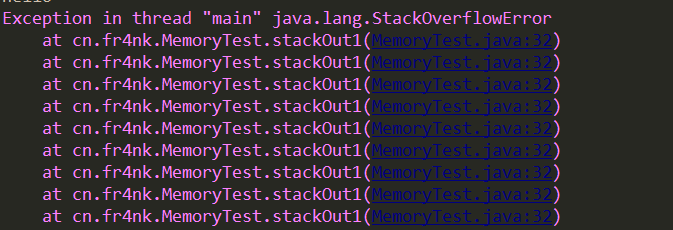 Exception in thread "main" java.lang.StackOverflowError
at cn.fr4nk.MemoryTest.stackOut1(MemoryTest.java:32)
at cn.fr4nk.MemoryTest.stackOut1(MemoryTest.java:32)
at cn.fr4nk.MemoryTest.stackOut1(MemoryTest.java:32)
at cn.fr4nk.MemoryTest.stackOut1(MemoryTest.java:32)
at cn.fr4nk.MemoryTest.stackOut1(MemoryTest.java:32)
at cn.fr4nk.MemoryTest.stackOut1(MemoryTest.java:32)
at cn.fr4nk.MemoryTest.stackOut1(MemoryTest.java:32)
at cn.fr4nk.MemoryTest.stackOut1(MemoryTest.java:32)
at cn.fr4nk.MemoryTest.stackOut1(MemoryTest.java:32)